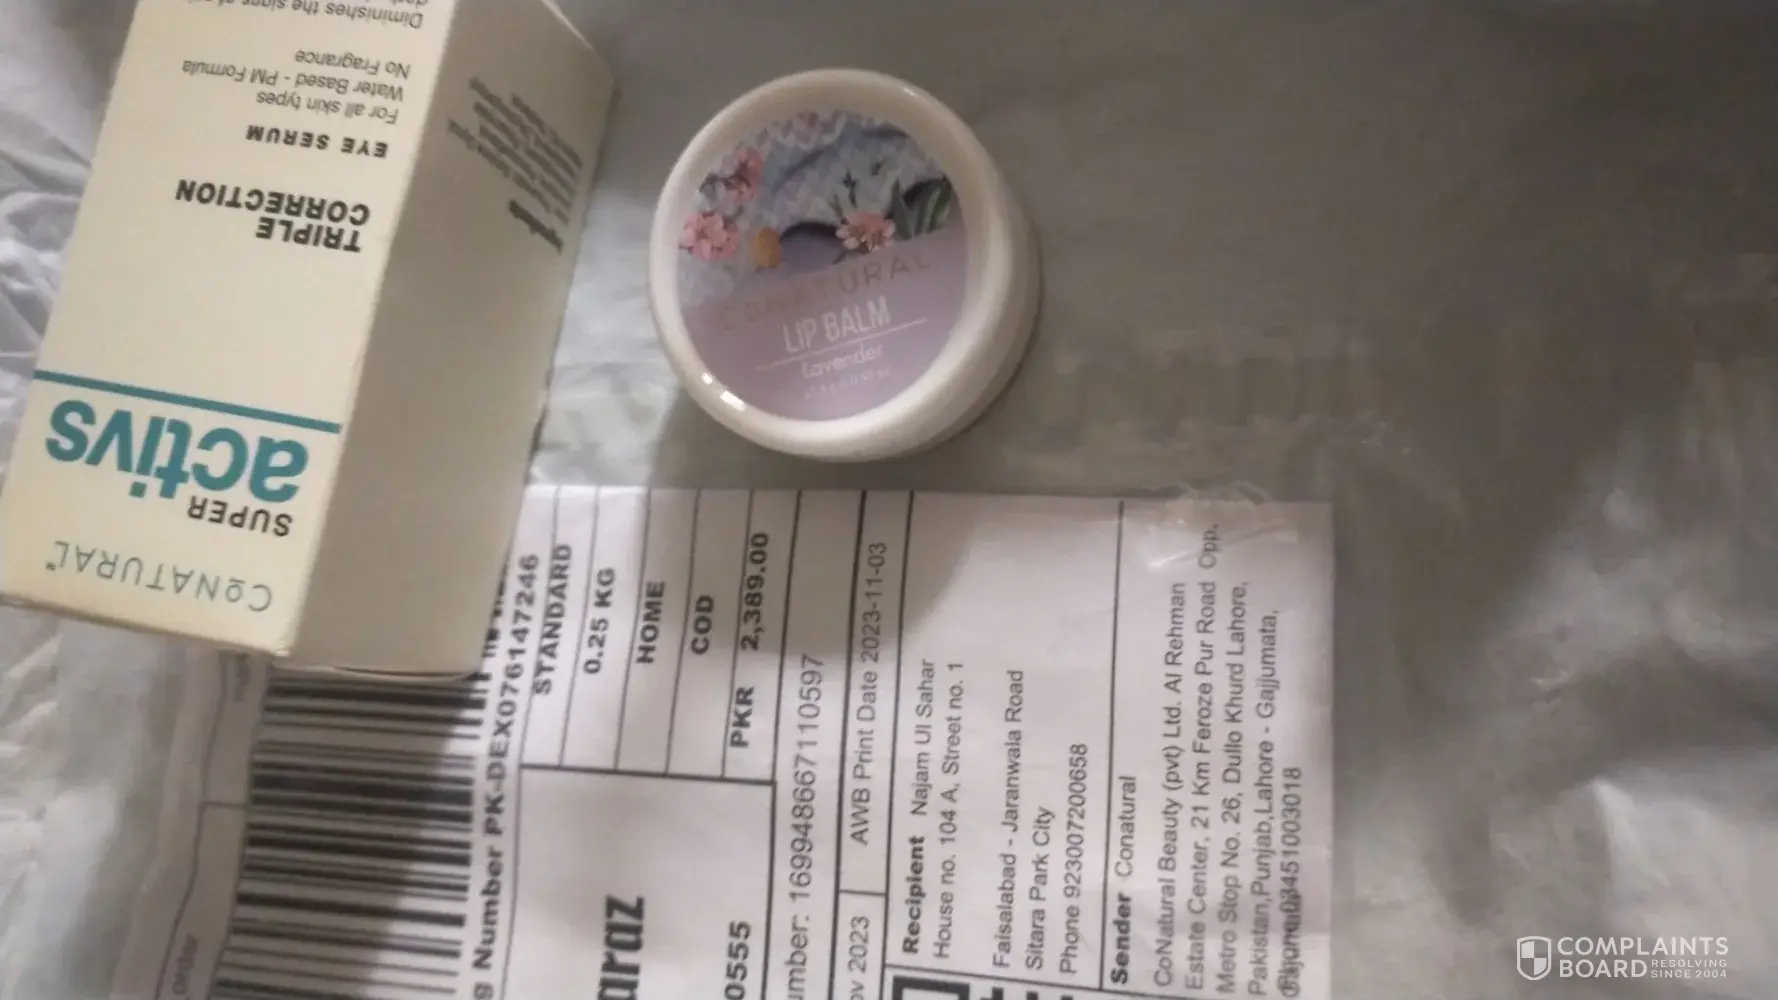 CONATURAL™
SUPER
activs
TRIPLE
CORRECTION
EYE SERUM
For all skin types
Water Based - PM Formula
No Fragrance
Diminishes the signs of
CONATURAL
LIP BALM
Lavender
Number PK-DEX076147246
STANDARD
0.25 KG
HOME
COD
PKR 2,389.00
araz
0555
umber: 169948667110597
ov 2023
AWB Print Date 2023-11-03
Recipient Najam Ul Sahar
House no. 104 A, Street no. 1
Faisalabad - Jaranwala Road
Sitara Park City
Phone 923007200658
Sender Conatural
CoNatural Beauty (pvt) Ltd. Al Rehman
Estate Center, 21 Km Feroze Pur Road Opp.
Metro Stop No. 26, Dullo Khurd Lahore,
Pakistan,Punjab,Lahore - Gajjumata,
03451003018
order
COMPLAINTS
BOARD RESOLVING
SINCE 2004